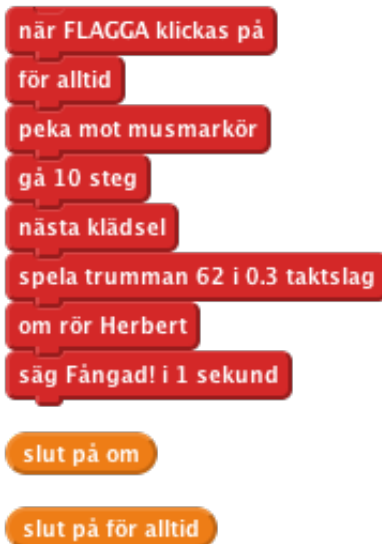 när FLAGGA klickas på
för alltid
peka mot musmarkör
gå 10 steg
nästa klädsel
spela trumman 62 i 0.3 taktslag
om rör Herbert
säg Fångad! i 1 sekund
slut på om
slut på för alltid